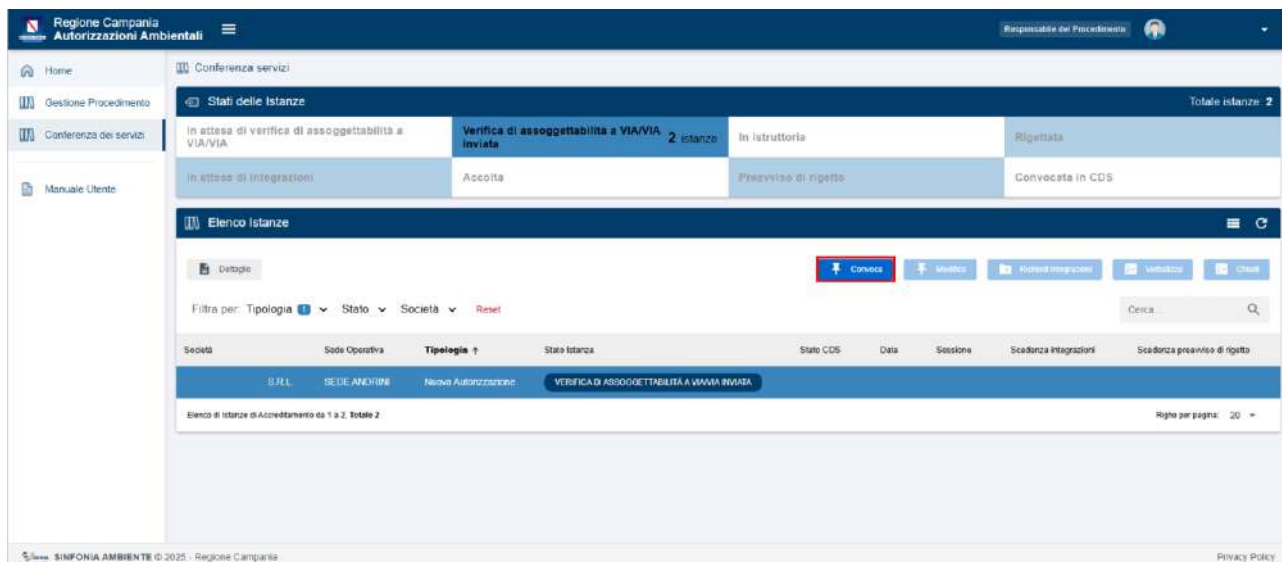 Regione Campania
Autorizzazioni Ambientali
Responsabile del Procedimento
Home
Gestione Procedimento
Conferenza dei servizi
Manuale Utente
Conferenza servizi
Stati delle Istanze
Totale istanze: 2
In attesa di verifica di assoggettabilità a VIA/VIA
Verifica di assoggettabilità a VIA/VIA inviata
2 istanze
In istruttoria
Rigettata
In attesa di integrazioni
Accolta
Preavviso di rigetto
Convocata in CDS
Elenco Istanze
Dettaglio
Convoca
Modifica
Richiedi integrazioni
Verbalizza
Chiudi
Filtra per: Tipologia 1 Stato Società Reset
Cerca...
Società Sede Operativa Tipologia ↑ Stato Istanza Stato CDS Data Sessione Scadenza integrazioni Scadenza preavviso di rigetto
S.R.L. SEDE ANDRINI Nuova Autorizzazione VERIFICA DI ASSOGGETTABILITÀ A VIA/VIA INVIATA
Elenco di Istanze di Accreditamento da 1 a 2. Totale 2
Righe per pagina: 20
SINFONIA AMBIENTE © 2025 - Regione Campania
Privacy Policy